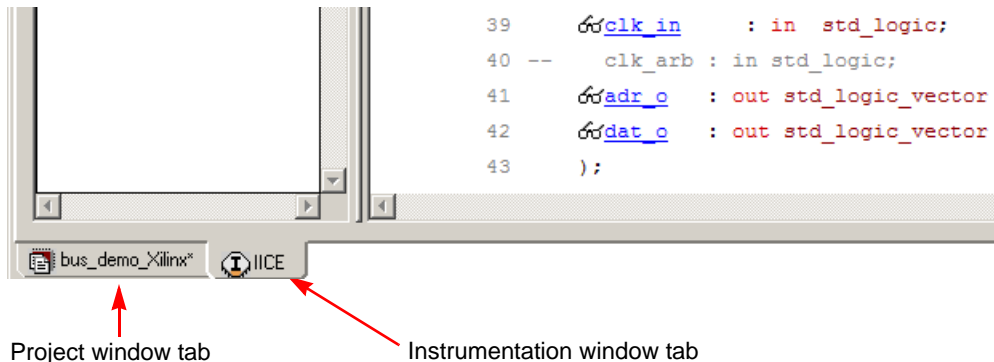 39 clk_in : in std_logic;
40 -- clk_arb : in std_logic;
41 adr_o : out std_logic_vector
42 dat_o : out std_logic_vector
43 );
bus_demo_Xilinx* I IICE
Project window tab Instrumentation window tab